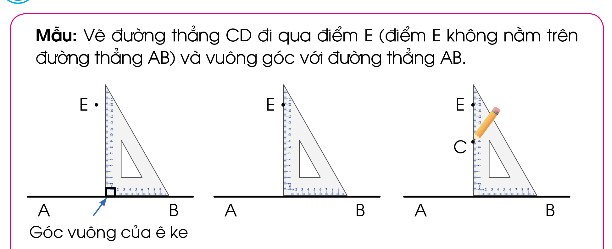 Mẫu: Vẽ đường thẳng CD đi qua điểm E (điểm E không nằm trên
đường thẳng AB) và vuông góc với đường thẳng AB.
E
E
E
C
A
B
A
B
A
B
Góc vuông của ê ke